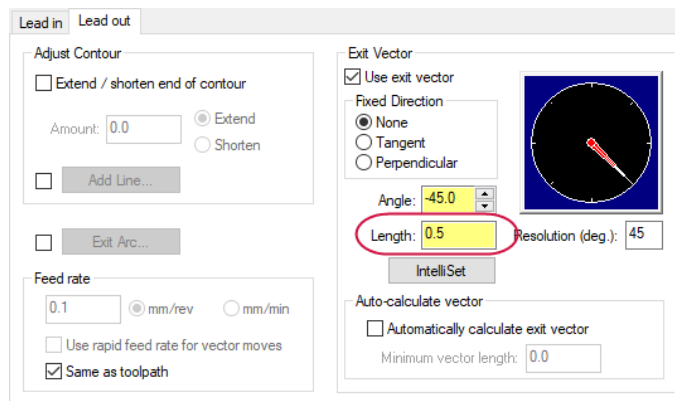 Lead in Lead out
Adjust Contour
Extend / shorten end of contour
Amount: 0.0
Extend
Shorten
Add Line...
Exit Arc...
Feed rate
0.1 mm/rev mm/min
Use rapid feed rate for vector moves
Same as toolpath
Exit Vector
Use exit vector
Fixed Direction
None
Tangent
Perpendicular
Angle: -45.0
Length: 0.5 Resolution (deg.): 45
IntelliSet
Auto-calculate vector
Automatically calculate exit vector
Minimum vector length: 0.0